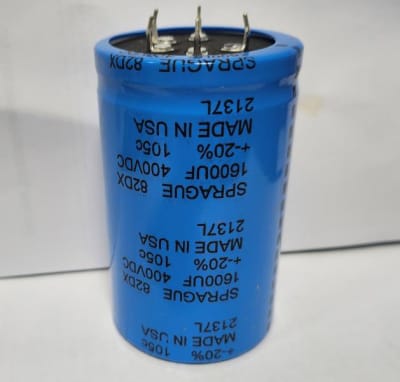 +-20% 105c
MADE IN USA
2137L
SPRAGUE 82DX
1600UF 400VDC
+-20% 105c
MADE IN USA
2137L
SPRAGUE 82DX
1600UF 400VDC
+-20% 105c
MADE IN USA
2137L
SPRAGUE 82DX